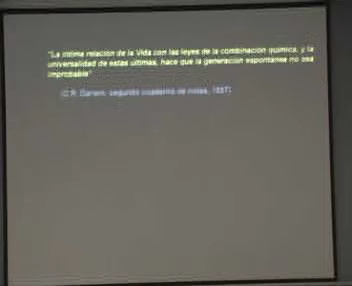 "La intima relación de la Vida con las leyes de la combinación química, y la
universalidad de estas últimas, hace que la generación espontánea no sea
improbable"
(C.R. Darwin, segundo cuaderno de notas, 1837)